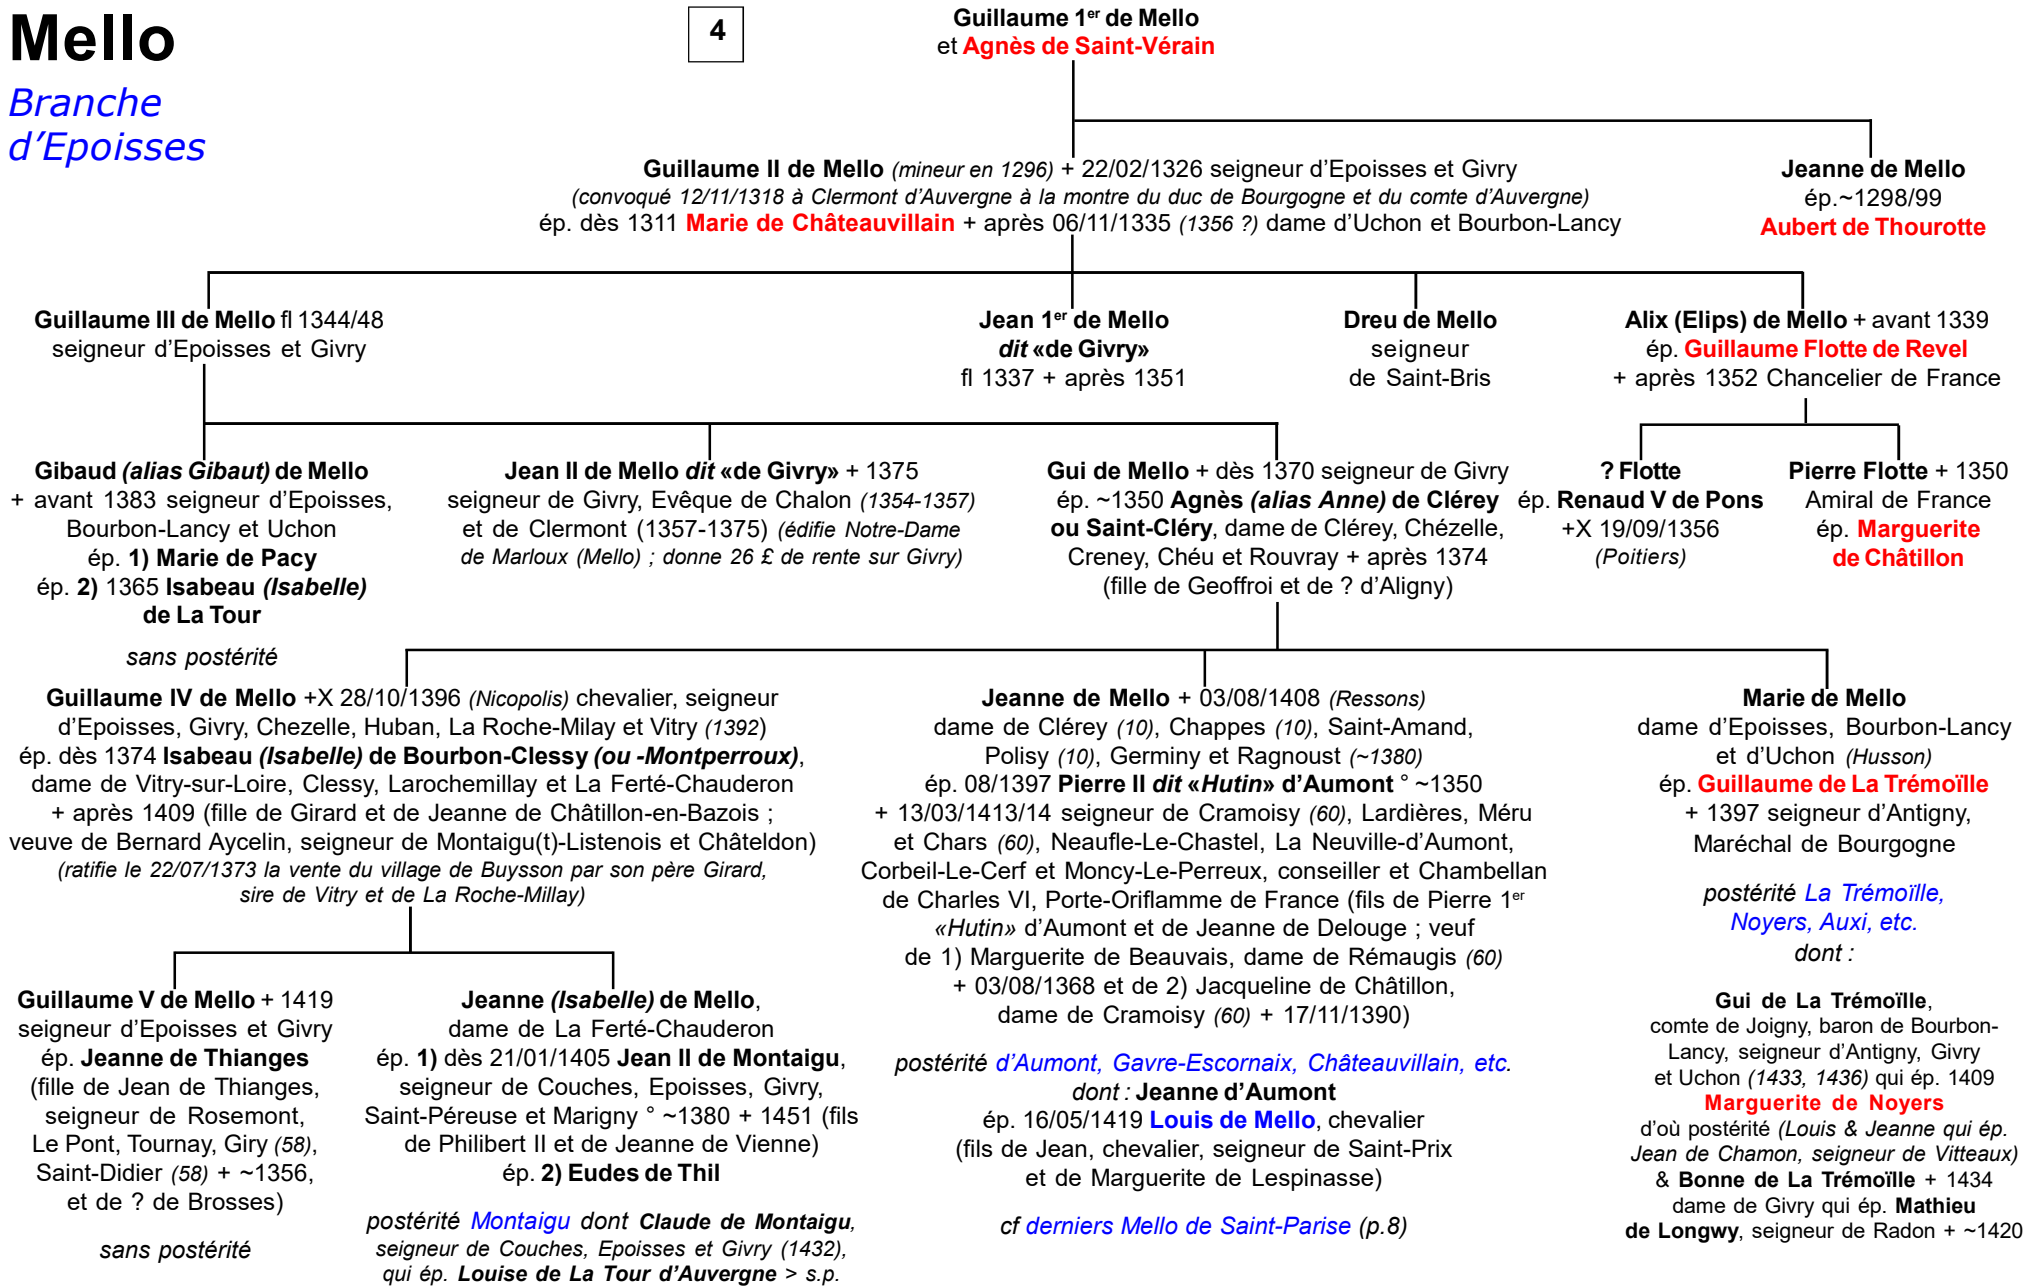 Mello
Branche
d'Epoisses
4
Guillaume 1er de Mello
et Agnès de Saint-Vérain
Guillaume II de Mello (mineur en 1296) + 22/02/1326 seigneur d'Epoisses et Givry
(convoqué 12/11/1318 à Clermont d'Auvergne à la montre du duc de Bourgogne et du comte d'Auvergne)
ép. dès 1311 Marie de Châteauvillain + après 06/11/1335 (1356 ?) dame d'Uchon et Bourbon-Lancy
Jeanne de Mello
ép.~1298/99
Aubert de Thourotte
Guillaume III de Mello fl 1344/48
seigneur d'Epoisses et Givry
Jean 1er de Mello
dit «de Givry»
fl 1337 + après 1351
Dreu de Mello
seigneur
de Saint-Bris
Alix (Elips) de Mello + avant 1339
ép. Guillaume Flotte de Revel
+ après 1352 Chancelier de France
Gibaud (alias Gibaut) de Mello
+ avant 1383 seigneur d'Epoisses,
Bourbon-Lancy et Uchon
ép. 1) Marie de Pacy
ép. 2) 1365 Isabeau (Isabelle)
de La Tour
sans postérité
Jean II de Mello dit «de Givry» + 1375
seigneur de Givry, Evêque de Chalon (1354-1357)
et de Clermont (1357-1375) (édifie Notre-Dame
de Marloux (Mello) ; donne 26 £ de rente sur Givry)
Gui de Mello + dès 1370 seigneur de Givry
ép. ~1350 Agnès (alias Anne) de Clérey
ou Saint-Cléry, dame de Clérey, Chézelle,
Creney, Chéu et Rouvray + après 1374
(fille de Geoffroi et de ? d'Aligny)
? Flotte
ép. Renaud V de Pons
+X 19/09/1356
(Poitiers)
Pierre Flotte + 1350
Amiral de France
ép. Marguerite
de Châtillon
Guillaume IV de Mello +X 28/10/1396 (Nicopolis) chevalier, seigneur
d'Epoisses, Givry, Chezelle, Huban, La Roche-Milay et Vitry (1392)
ép. dès 1374 Isabeau (Isabelle) de Bourbon-Clessy (ou -Montperroux),
dame de Vitry-sur-Loire, Clessy, Larochemillay et La Ferté-Chauderon
+ après 1409 (fille de Girard et de Jeanne de Châtillon-en-Bazois ;
veuve de Bernard Aycelin, seigneur de Montaigu(t)-Listenois et Châteldon)
(ratifie le 22/07/1373 la vente du village de Buysson par son père Girard,
sire de Vitry et de La Roche-Millay)
Jeanne de Mello + 03/08/1408 (Ressons)
dame de Clérey (10), Chappes (10), Saint-Amand,
Polisy (10), Germiny et Ragnoust (~1380)
ép. 08/1397 Pierre II dit «Hutin» d'Aumont ° ~1350
+ 13/03/1413/14 seigneur de Cramoisy (60), Lardières, Méru
et Chars (60), Neaufle-Le-Chastel, La Neuville-d'Aumont,
Corbeil-Le-Cerf et Moncy-Le-Perreux, conseiller et Chambellan
de Charles VI, Porte-Oriflamme de France (fils de Pierre 1er
«Hutin» d'Aumont et de Jeanne de Delouge ; veuf
de 1) Marguerite de Beauvais, dame de Rémaugis (60)
+ 03/08/1368 et de 2) Jacqueline de Châtillon,
dame de Cramoisy (60) + 17/11/1390)
postérité d'Aumont, Gavre-Escornaix, Châteauvillain, etc.
dont : Jeanne d'Aumont
ép. 16/05/1419 Louis de Mello, chevalier
(fils de Jean, chevalier, seigneur de Saint-Prix
et de Marguerite de Lespinasse)
cf derniers Mello de Saint-Parise (p.8)
Marie de Mello
dame d'Epoisses, Bourbon-Lancy
et d'Uchon (Husson)
ép. Guillaume de La Trémoïlle
+ 1397 seigneur d'Antigny,
Maréchal de Bourgogne
postérité La Trémoïlle,
Noyers, Auxi, etc.
dont :
Gui de La Trémoïlle,
comte de Joigny, baron de Bourbon-
Lancy, seigneur d'Antigny, Givry
et Uchon (1433, 1436) qui ép. 1409
Marguerite de Noyers
d'où postérité (Louis & Jeanne qui ép.
Jean de Chamon, seigneur de Vitteaux)
& Bonne de La Trémoïlle + 1434
dame de Givry qui ép. Mathieu
de Longwy, seigneur de Radon + ~1420
Guillaume V de Mello + 1419
seigneur d'Epoisses et Givry
ép. Jeanne de Thianges
(fille de Jean de Thianges,
seigneur de Rosemont,
Le Pont, Tournay, Giry (58),
Saint-Didier (58) + ~1356,
et de ? de Brosses)
sans postérité
Jeanne (Isabelle) de Mello,
dame de La Ferté-Chauderon
ép. 1) dès 21/01/1405 Jean II de Montaigu,
seigneur de Couches, Epoisses, Givry,
Saint-Péreuse et Marigny ° ~1380 + 1451 (fils
de Philibert II et de Jeanne de Vienne)
ép. 2) Eudes de Thil
postérité Montaigu dont Claude de Montaigu,
seigneur de Couches, Epoisses et Givry (1432),
qui ép. Louise de La Tour d'Auvergne > s.p.